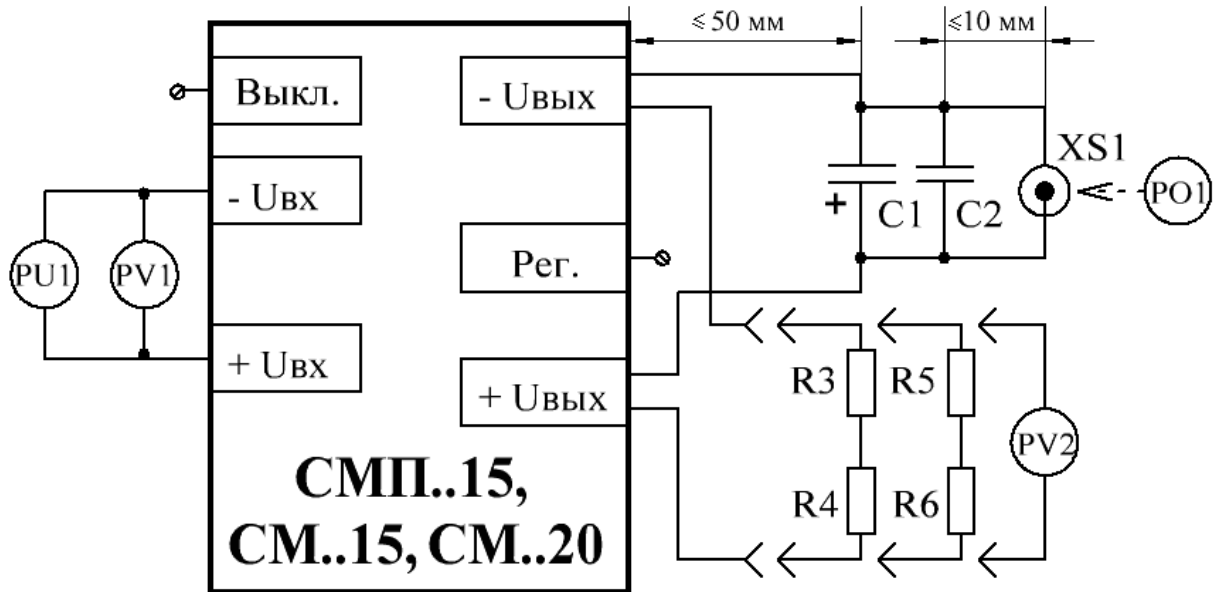 ⩽ 50 мм
⩽10 мм
Выкл.
- Uвых
XS1
- Uвх
+
C1
C2
PO1
PU1
PV1
Рег.
+ Uвх
R3
R5
+ Uвых
PV2
СМП..15,
R4
R6
СМ..15, СМ..20